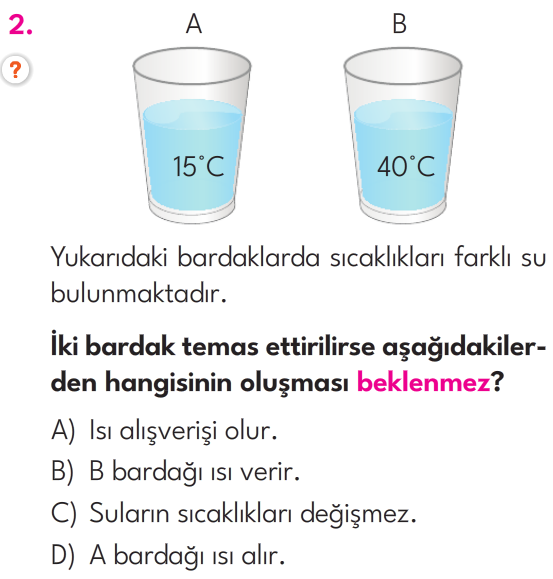 2.
A B
?
15°C 40°C
Yukarıdaki bardaklarda sıcaklıkları farklı su
bulunmaktadır.
İki bardak temas ettirilirse aşağıdakiler-
den hangisinin oluşması beklenmez?
A) Isı alışverişi olur.
B) B bardağı ısı verir.
C) Suların sıcaklıkları değişmez.
D) A bardağı ısı alır.